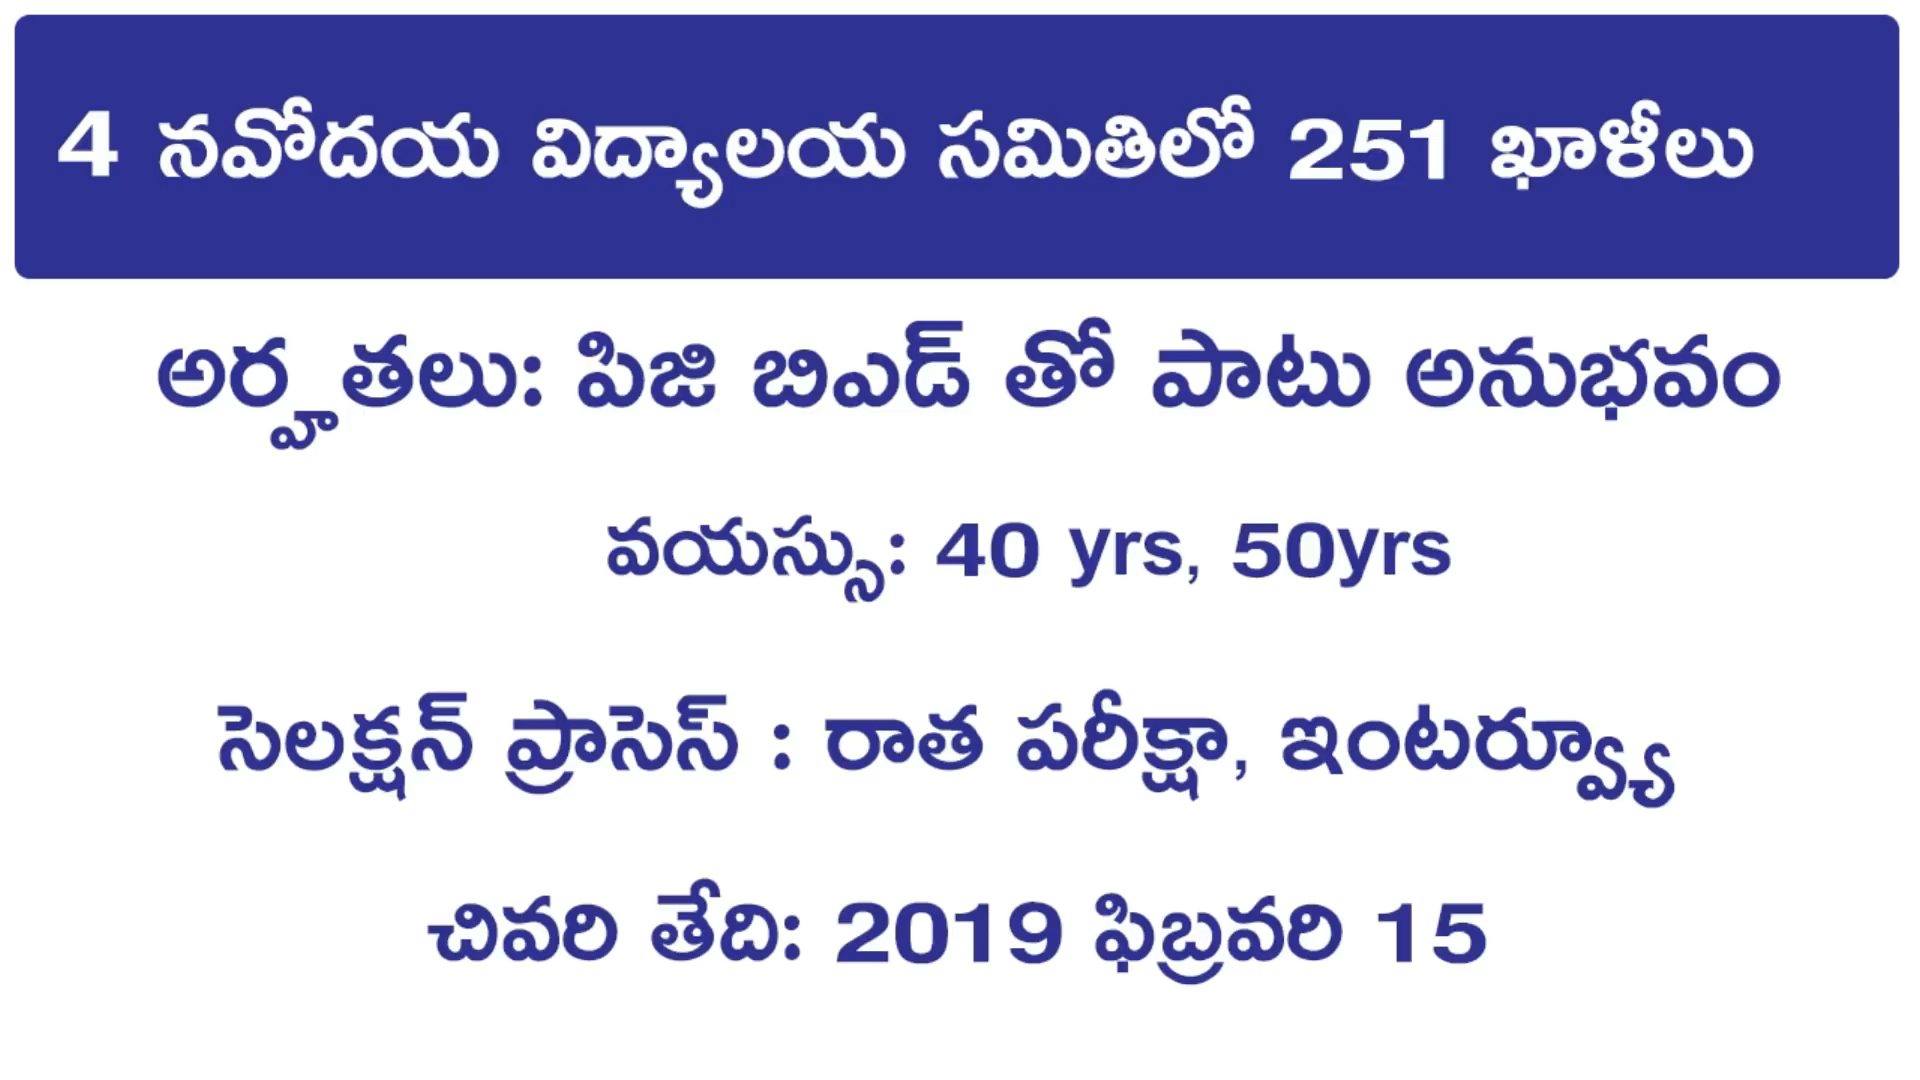 4 నవోదయ విద్యాలయ సమితిలో 251 ఖాళీలు
అర్హతలు: పిజి బిఎడ్ తో పాటు అనుభవం
వయస్సు: 40 yrs, 50yrs
సెలక్షన్ ప్రాసెస్ : రాత పరీక్షా, ఇంటర్వ్యూ
చివరి తేది: 2019 ఫిబ్రవరి 15